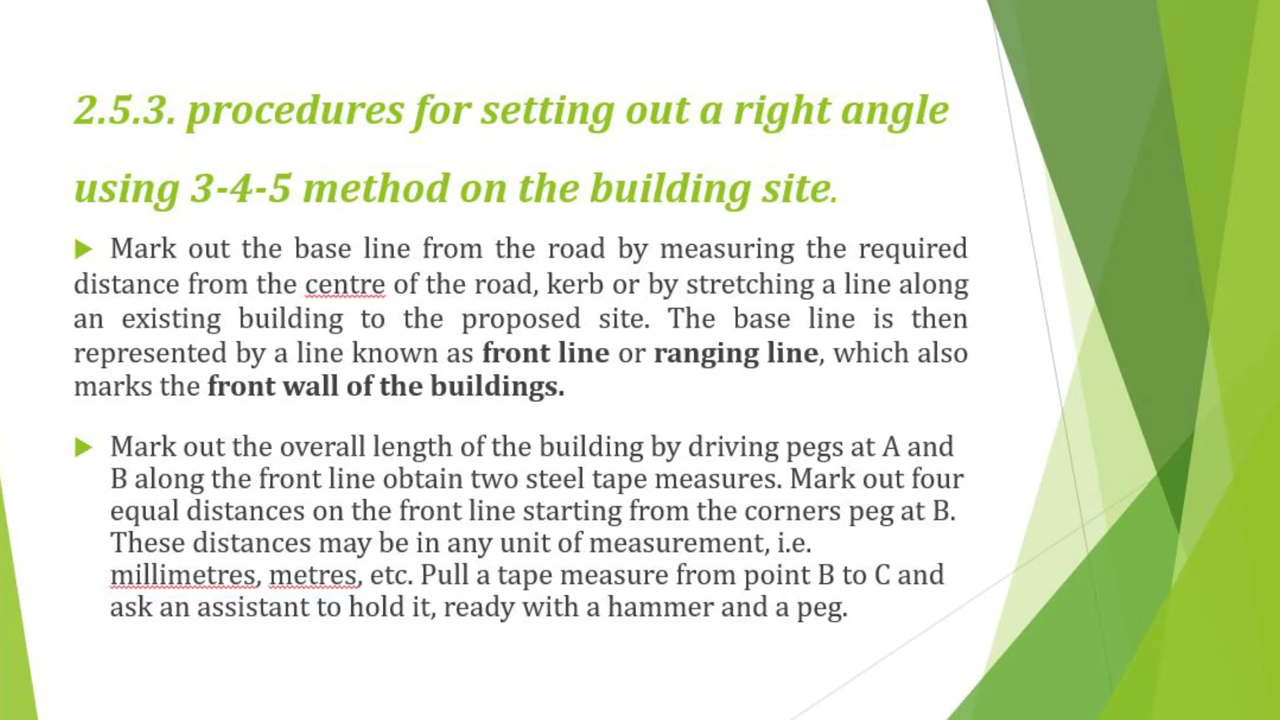 2.5.3. procedures for setting out a right angle
using 3-4-5 method on the building site.
Mark out the base line from the road by measuring the required
distance from the centre of the road, kerb or by stretching a line along
an existing building to the proposed site. The base line is then
represented by a line known as front line or ranging line, which also
marks the front wall of the buildings.
Mark out the overall length of the building by driving pegs at A and
B along the front line obtain two steel tape measures. Mark out four
equal distances on the front line starting from the corners peg at B.
These distances may be in any unit of measurement, i.e.
millimetres, metres, etc. Pull a tape measure from point B to C and
ask an assistant to hold it, ready with a hammer and a peg.